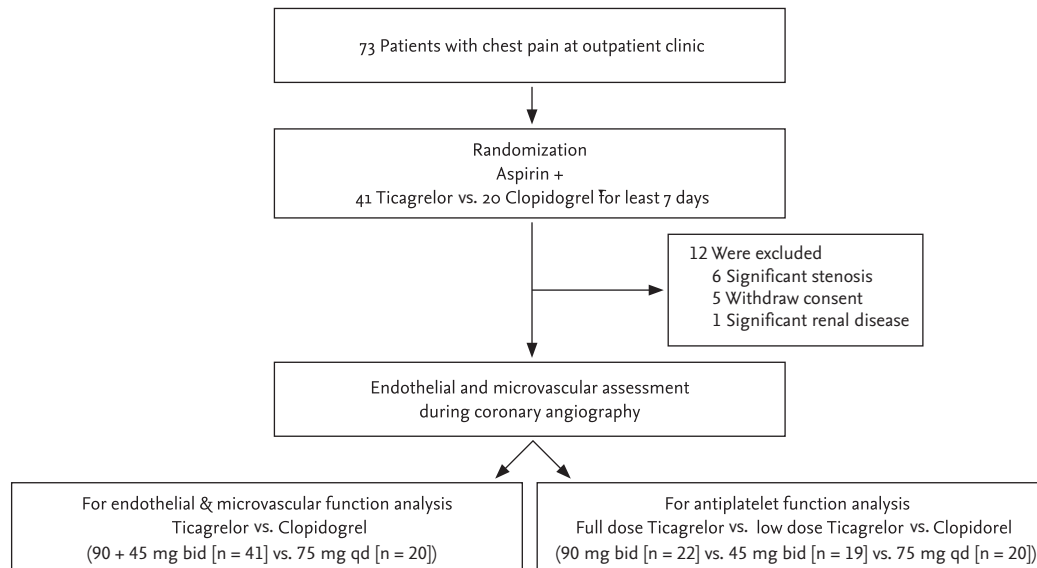 73 Patients with chest pain at outpatient clinic
Randomization
Aspirin +
41 Ticagrelor vs. 20 Clopidogrel for least 7 days
12 Were excluded
6 Significant stenosis
5 Withdraw consent
1 Significant renal disease
Endothelial and microvascular assessment
during coronary angiography
For endothelial & microvascular function analysis
Ticagrelor vs. Clopidogrel
(90 + 45 mg bid [n = 41] vs. 75 mg qd [n = 20])
For antiplatelet function analysis
Full dose Ticagrelor vs. low dose Ticagrelor vs. Clopidorel
(90 mg bid [n = 22] vs. 45 mg bid [n = 19] vs. 75 mg qd [n = 20])